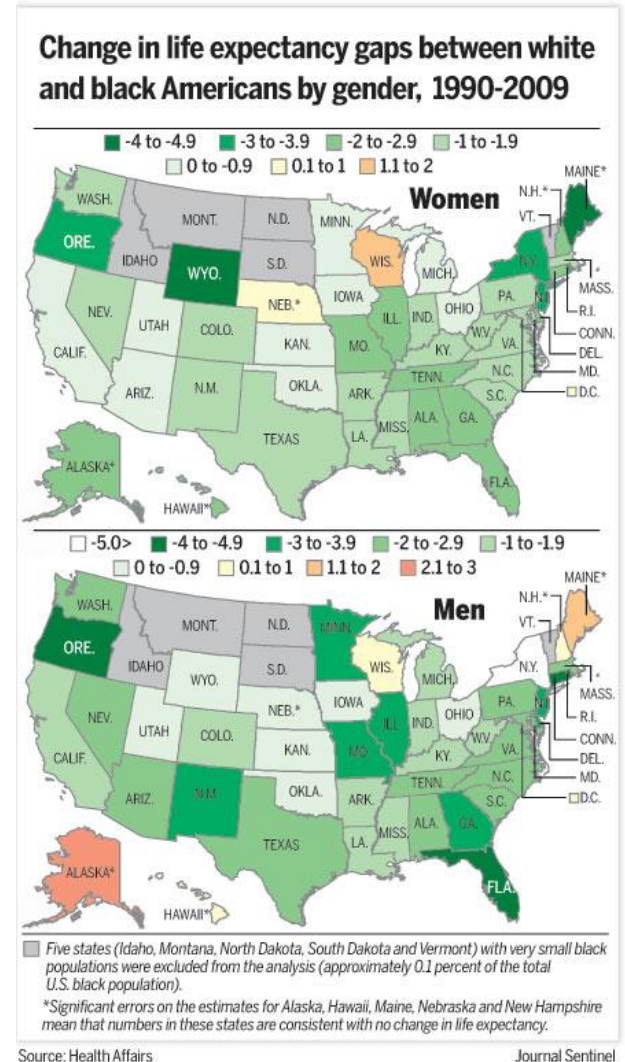 Change in life expectancy gaps between white
and black Americans by gender, 1990-2009
-4 to -4.9 -3 to -3.9 -2 to -2.9 -1 to -1.9
0 to -0.9 0.1 to 1 1.1 to 2
Women
MAINE*
N.H.*
VT.
WASH.
MONT.
N.D.
MINN.
ORE.
IDAHO
WYO.
S.D.
WIS.
MICH.
N.Y.
MASS.
R.I.
CONN.
DEL.
MD.
D.C.
NEB.*
IOWA
PA.
NJ
NEV.
UTAH
COLO.
KAN.
MO.
ILL.
IND.
OHIO
W.V.
VA.
KY.
CALIF.
ARIZ.
N.M.
OKLA.
ARK.
TENN.
N.C.
S.C.
TEXAS
LA.
MISS.
ALA.
GA.
FLA.
ALASKA*
HAWAII*
-5.0> -4 to -4.9 -3 to -3.9 -2 to -2.9 -1 to -1.9
0 to -0.9 0.1 to 1 1.1 to 2 2.1 to 3
Men
MAINE*
N.H.*
VT.
WASH.
MONT.
N.D.
MINN.
ORE.
IDAHO
WYO.
S.D.
WIS.
MICH.
N.Y.
MASS.
R.I.
CONN.
DEL.
MD.
D.C.
NEB.*
IOWA
PA.
NJ
NEV.
UTAH
COLO.
KAN.
MO.
ILL
IND.
OHIO
W.V.
VA.
KY.
CALIF.
ARIZ.
N.M.
OKLA.
ARK.
TENN.
N.C.
S.C.
TEXAS
LA.
MISS.
ALA.
GA.
FLA.
ALASKA*
HAWAII*
Five states (Idaho, Montana, North Dakota, South Dakota and Vermont) with very small black
populations were excluded from the analysis (approximately 0.1 percent of the total
U.S. black population).
*Significant errors on the estimates for Alaska, Hawaii, Maine, Nebraska and New Hampshire
mean that numbers in these states are consistent with no change in life expectancy.
Source: Health Affairs
Journal Sentinel